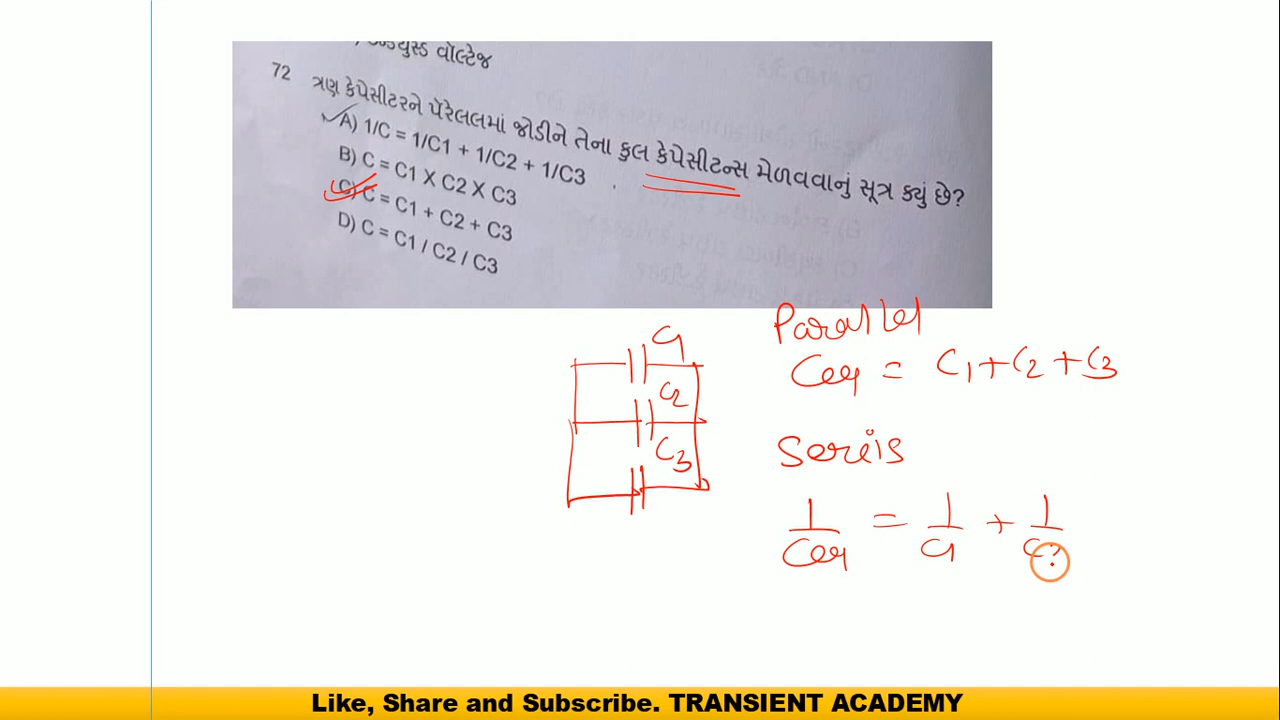 વોલ્ટેજ
72 ત્રણ કેપેસીટરને પૅરેલલમાં જોડીને તેના કુલ કેપેસીટન્સ મેળવવાનું સૂત્ર ક્યું છે?
A) 1/C = 1/C1 + 1/C2 + 1/C3
B) C = C1 X C2 X C3
C) C = C1 + C2 + C3
D) C = C1 / C2 / C3
Parallel
Ceq = C1 + C2 + C3
C1
C2
C3
Sereis
1/Ceq = 1/C1 + 1/C2
Like, Share and Subscribe. TRANSIENT ACADEMY